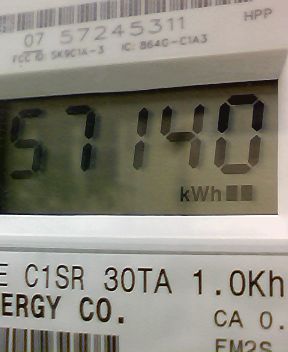 HPP
07 57245311
FCC ID: SK9C1A-3 IC: 864G-C1A3
57140
kWh
E C1SR 30TA 1.0Kh
ERGY CO.
CA 0.
FM2S